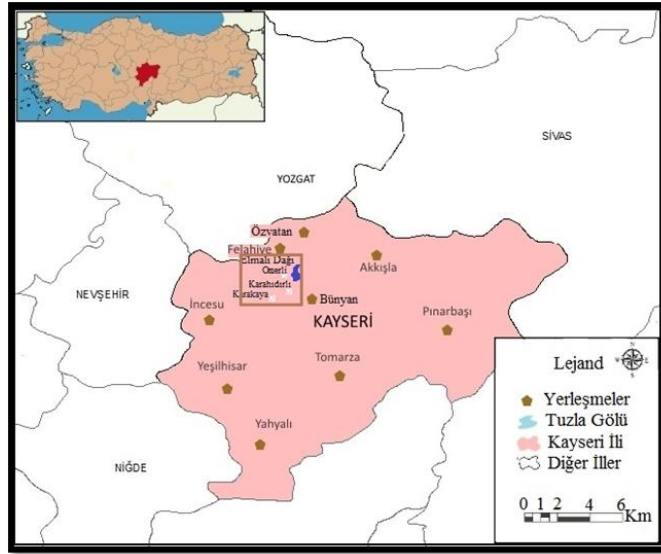 SİVAS
YOZGAT
Özvatan
Felahiye
Elmalı Dağı
Ömerli
Karahıdırlı
Karakaya
Akkışla
NEVŞEHİR
İncesu
Bünyan
KAYSERİ
Pınarbaşı
Yeşilhisar
Tomarza
Yahyalı
NİĞDE
Lejand
Yerleşmeler
Tuzla Gölü
Kayseri İli
Diğer İller
0 1 2 4 6
Km